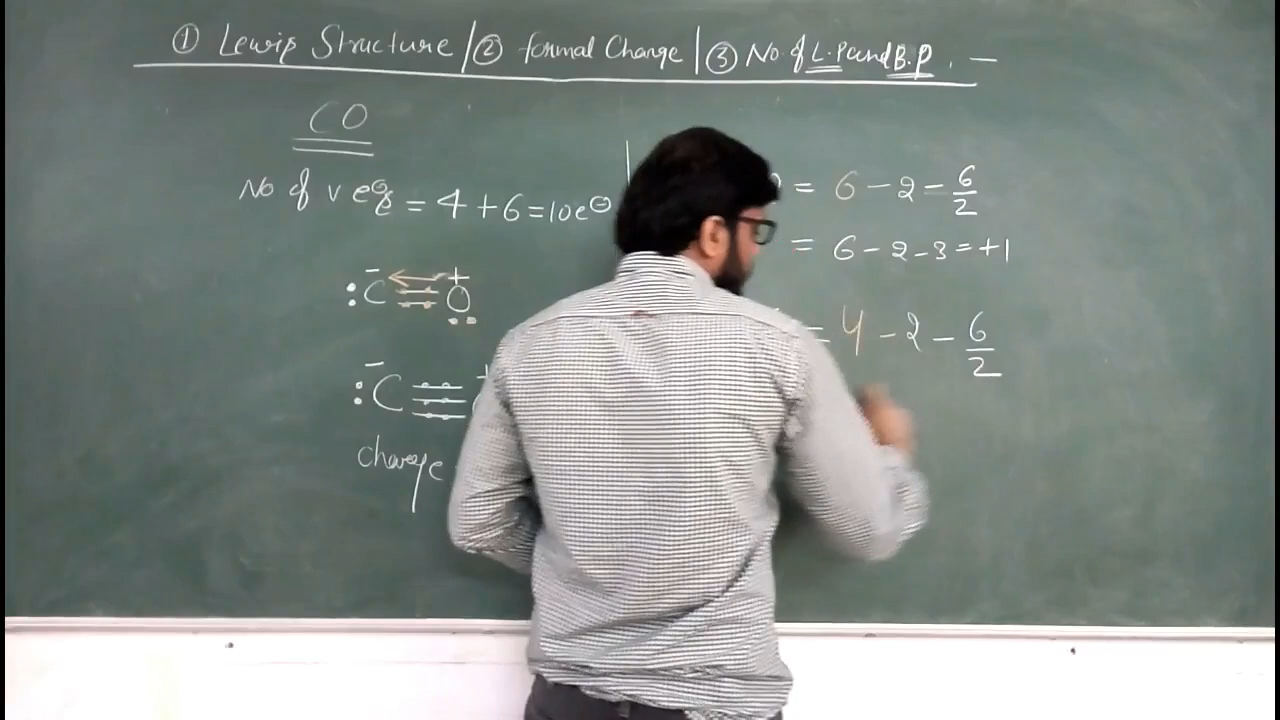 ① Lewis Structure / ② formal Change | ③ No of L.P and B.P. —
CO
No of v e⊖s = 4 + 6 = 10e⊖
= 6 - 2 - 6/2
= 6 - 2 - 3 = +1
:C̄ ≡ O⁺
= 4 - 2 - 6/2
:C̄ ≡
charge